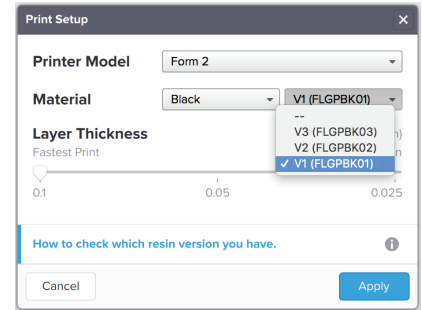 Print Setup
Printer Model
Form 2
Material
Black
V1 (FLGPBK01)
--
V3 (FLGPBK03)
V2 (FLGPBK02)
✓ V1 (FLGPBK01)
Layer Thickness
Fastest Print
0.1
0.05
0.025
How to check which resin version you have.
Cancel
Apply